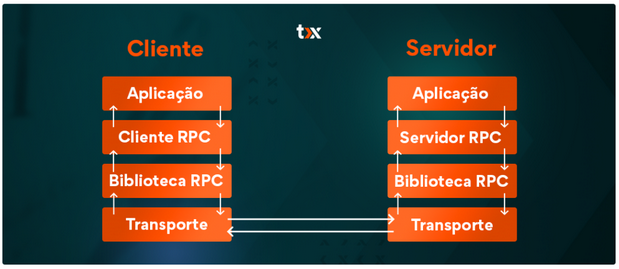 tx
Cliente
Servidor
Aplicação
Aplicação
Cliente RPC
Servidor RPC
Biblioteca RPC
Biblioteca RPC
Transporte
Transporte